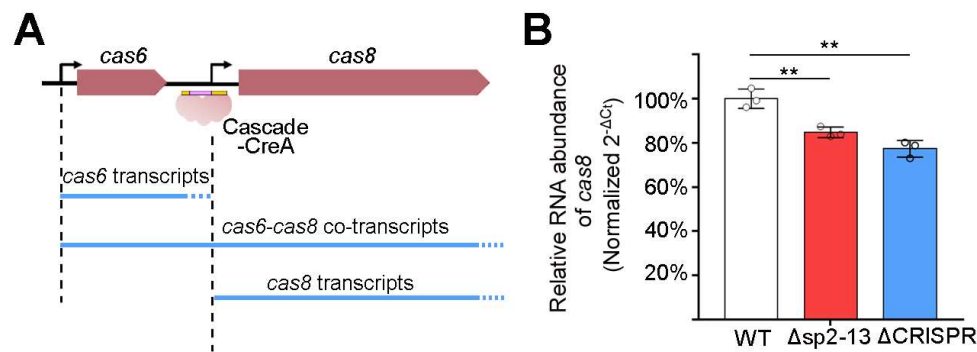 A
cas6
cas8
Cascade
-CreA
cas6 transcripts
cas6-cas8 co-transcripts
cas8 transcripts
B
Relative RNA abundance
of cas8
(Normalized 2^-ΔCt)
100%
80%
60%
40%
20%
**
**
WT
Δsp2-13
ΔCRISPR